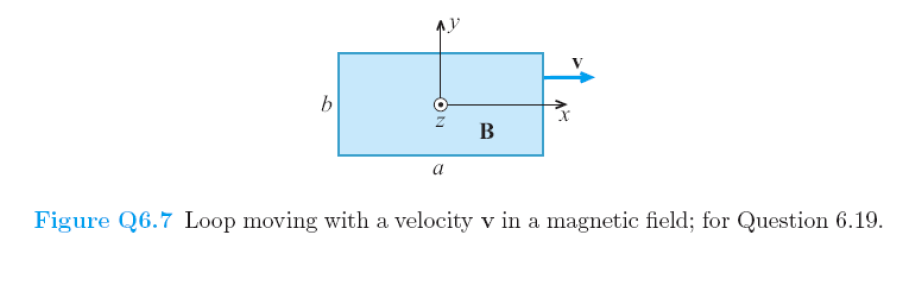 y
v
b
x
z
B
a
Figure Q6.7 Loop moving with a velocity v in a magnetic field; for Question 6.19.